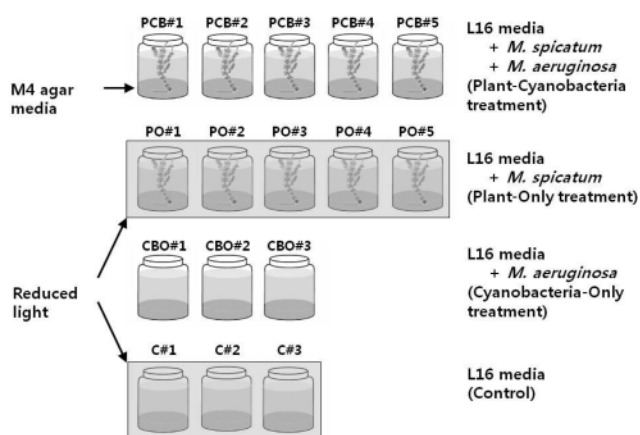 PCB#1 PCB#2 PCB#3 PCB#4 PCB#5
L16 media
+ M. spicatum
+ M. aeruginosa
(Plant-Cyanobacteria
treatment)
M4 agar
media
PO#1 PO#2 PO#3 PO#4 PO#5
L16 media
+ M. spicatum
(Plant-Only treatment)
CBO#1 CBO#2 CBO#3
L16 media
+ M. aeruginosa
(Cyanobacteria-Only
treatment)
Reduced
light
C#1 C#2 C#3
L16 media
(Control)